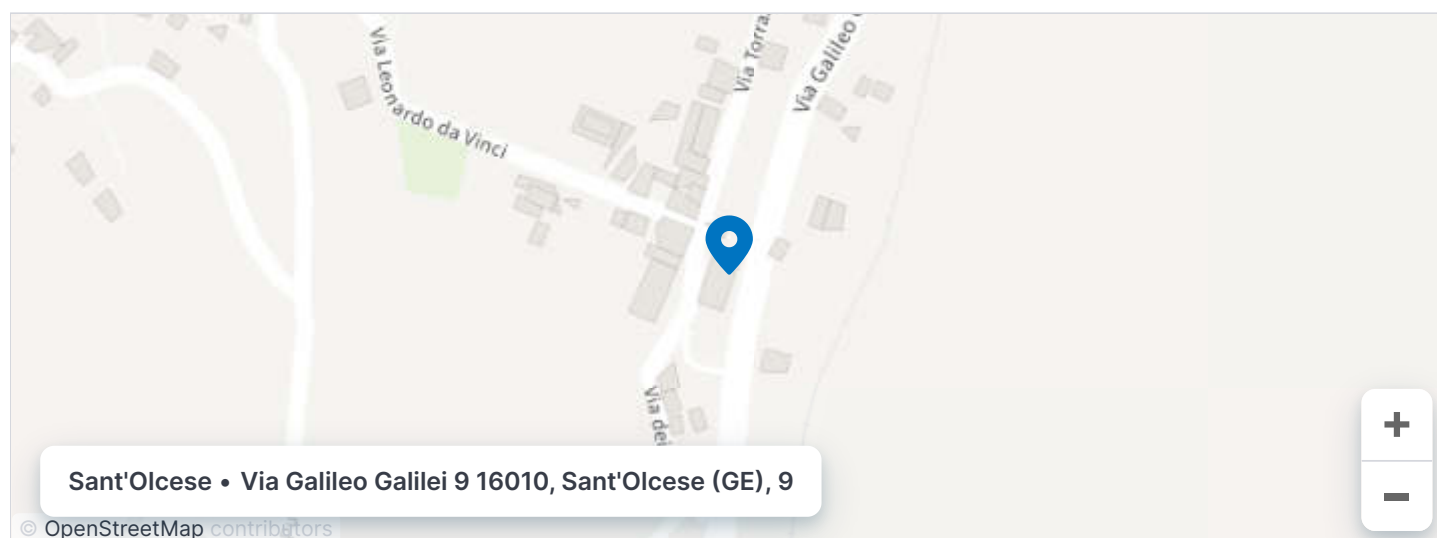 Via Leonardo da Vinci
Via Torra
Via Galileo
Via dei
+
Sant'Olcese • Via Galileo Galilei 9 16010, Sant'Olcese (GE), 9
−
© OpenStreetMap contributors